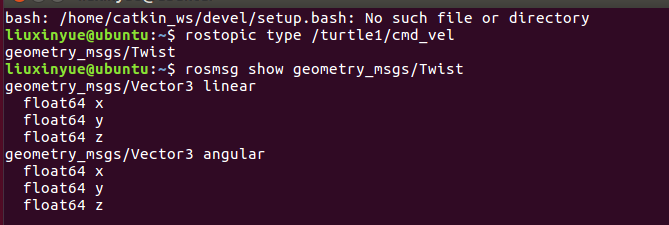 bash: /home/catkin_ws/devel/setup.bash: No such file or directory
liuxinyue@ubuntu:~$ rostopic type /turtle1/cmd_vel
geometry_msgs/Twist
liuxinyue@ubuntu:~$ rosmsg show geometry_msgs/Twist
geometry_msgs/Vector3 linear
  float64 x
  float64 y
  float64 z
geometry_msgs/Vector3 angular
  float64 x
  float64 y
  float64 z